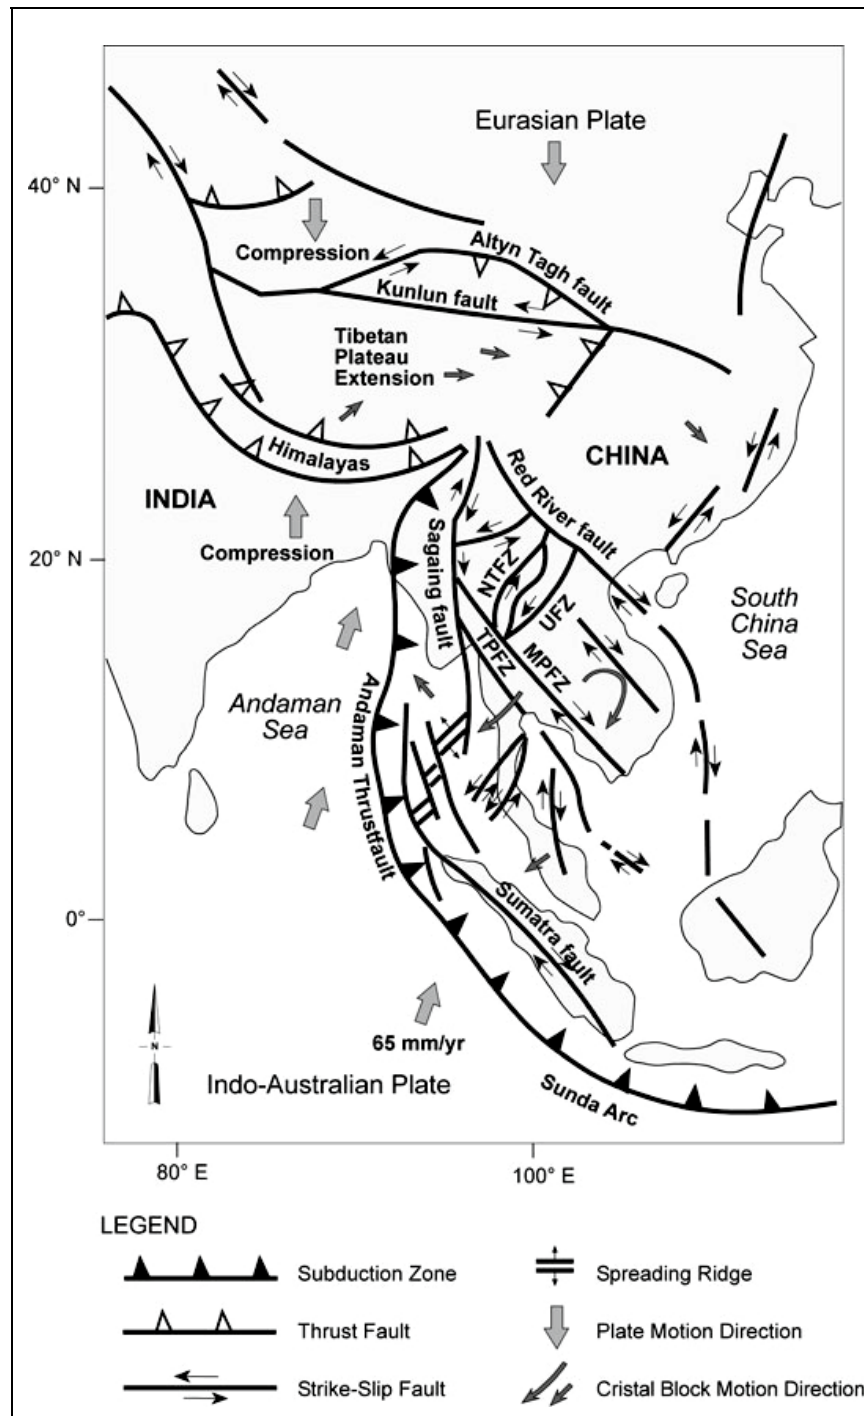 Eurasian Plate
40° N
Compression
Altyn Tagh fault
Kunlun fault
Tibetan
Plateau
Extension
Himalayas
CHINA
INDIA
Red River fault
Compression
Sagaing fault
20° N
NTFZ
UFZ
South
China
Sea
TPFZ
MPFZ
Andaman
Sea
Andaman Thrustfault
Sumatra fault
0°
N
65 mm/yr
Indo-Australian Plate
Sunda Arc
80° E
100° E
LEGEND
Subduction Zone
Spreading Ridge
Thrust Fault
Plate Motion Direction
Strike-Slip Fault
Cristal Block Motion Direction